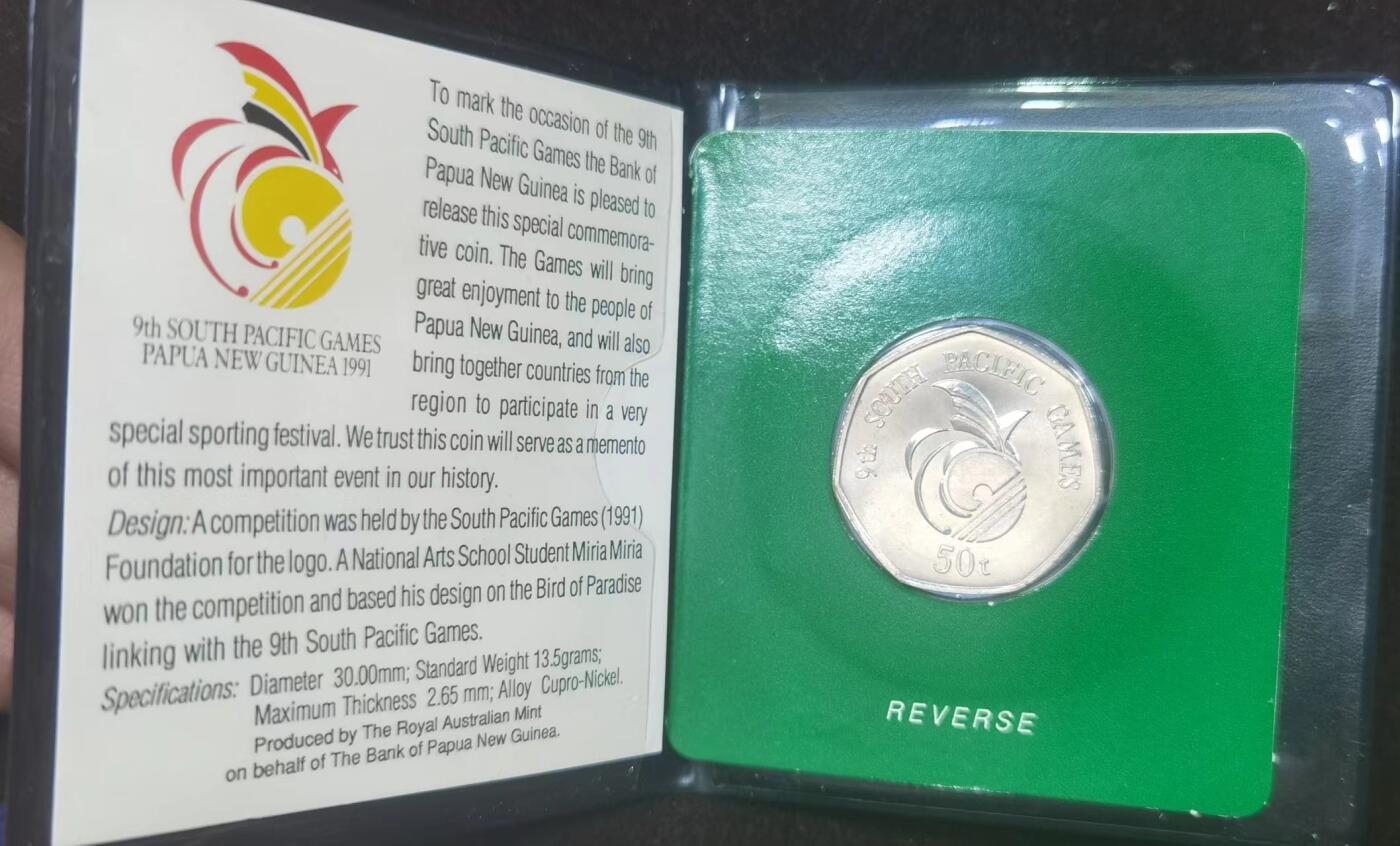 To mark the occasion of the 9th
South Pacific Games the Bank of
Papua New Guinea is pleased to
release this special commemora-
tive coin. The Games will bring
great enjoyment to the people of
Papua New Guinea, and will also
bring together countries from the
region to participate in a very
special sporting festival. We trust this coin will serve as a memento
of this most important event in our history.
9th SOUTH PACIFIC GAMES
PAPUA NEW GUINEA 1991
Design: A competition was held by the South Pacific Games (1991)
Foundation for the logo. A National Arts School Student Miria Miria
won the competition and based his design on the Bird of Paradise
linking with the 9th South Pacific Games.
Specifications: Diameter 30.00mm; Standard Weight 13.5grams;
Maximum Thickness 2.65 mm; Alloy Cupro-Nickel.
Produced by The Royal Australian Mint
on behalf of The Bank of Papua New Guinea.
9th SOUTH PACIFIC GAMES
50t
REVERSE